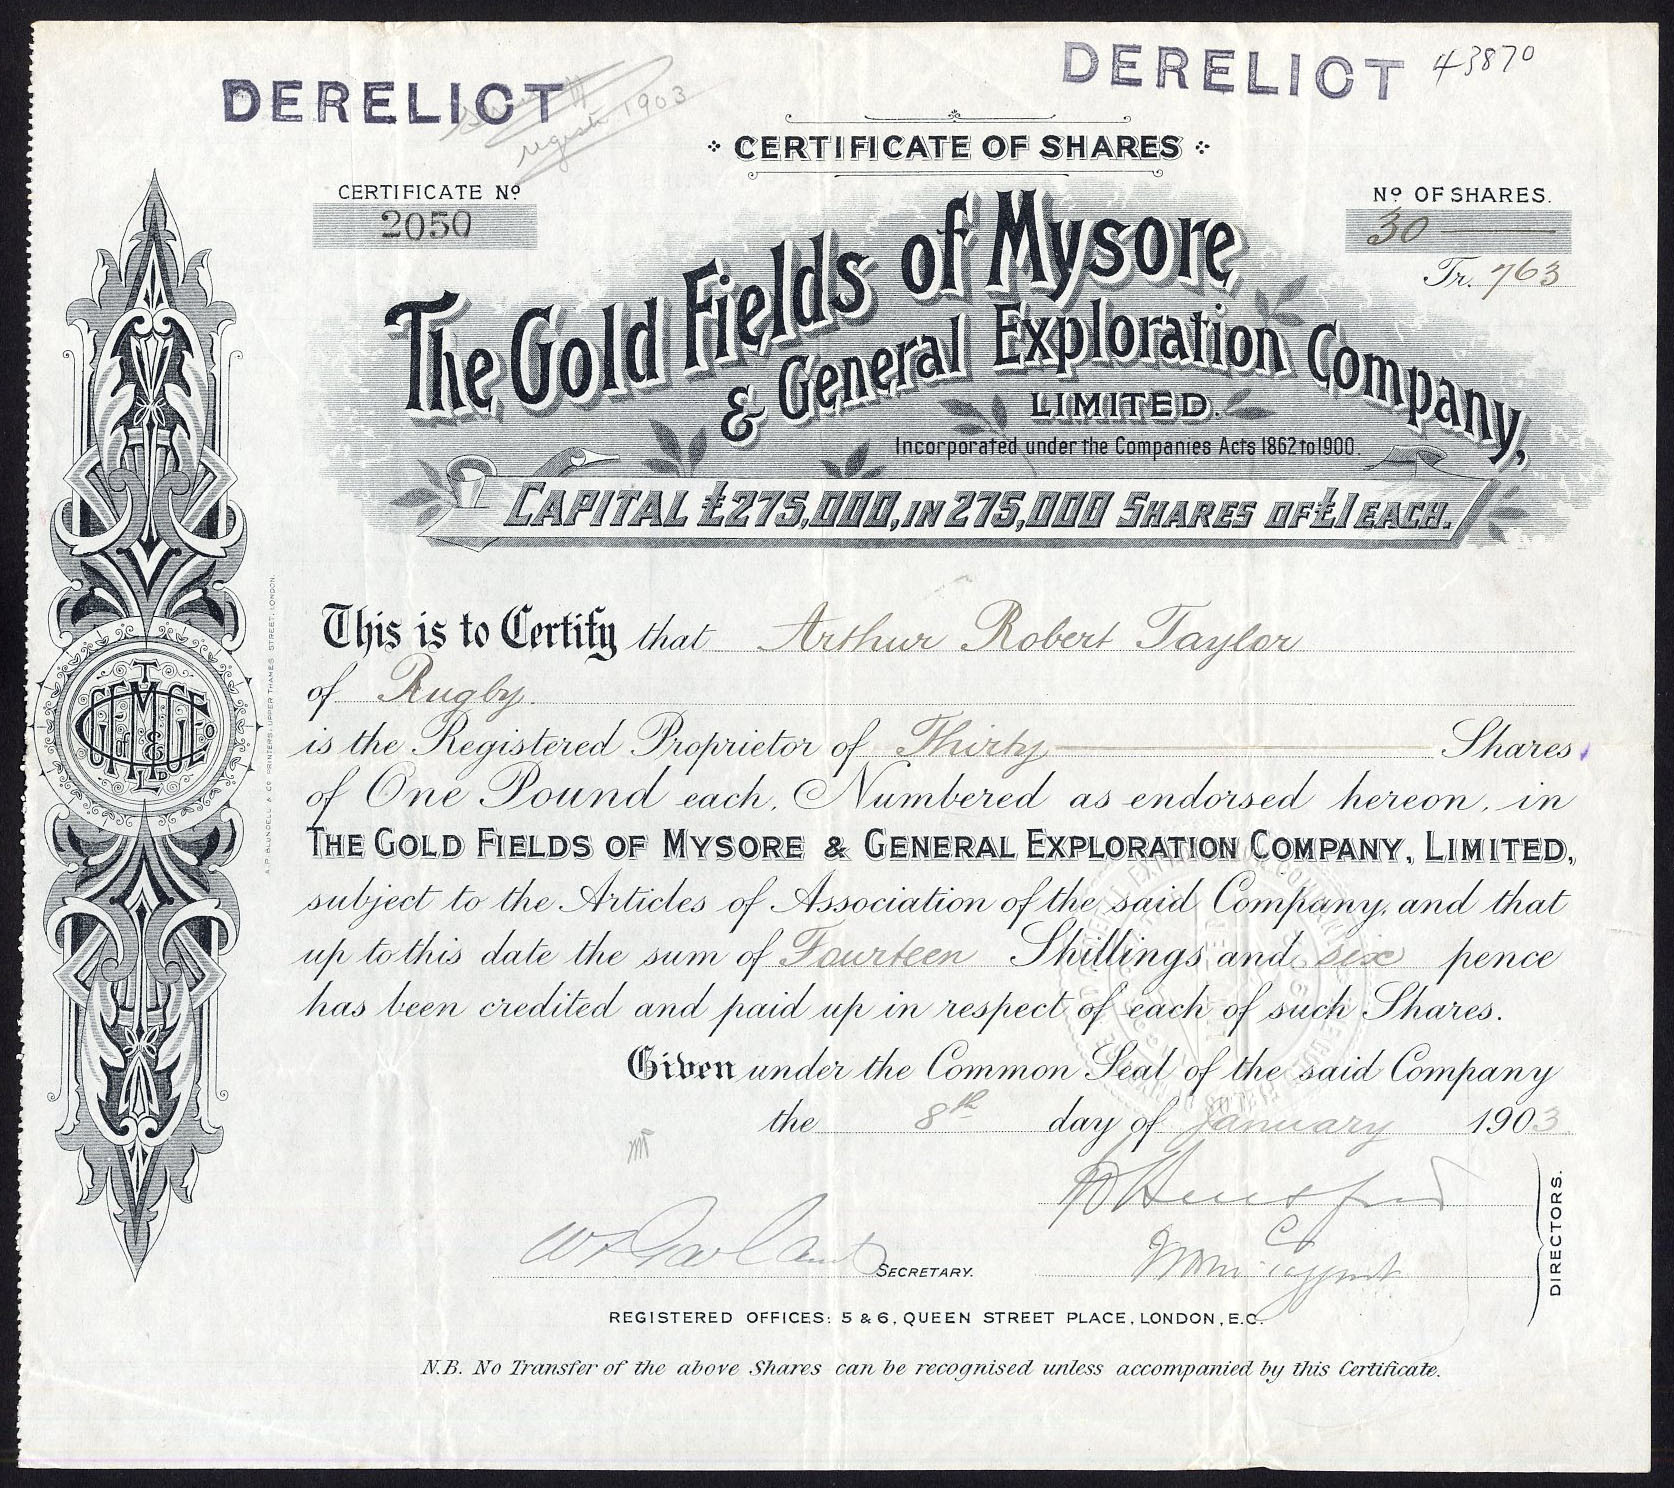 DERELICT
DERELICT 43870
1903
CERTIFICATE OF SHARES
CERTIFICATE Nº
2050
Nº OF SHARES.
30
Tr. 763
The Gold Fields of Mysore
& General Exploration Company,
LIMITED.
Incorporated under the Companies Acts 1862 to 1900.
CAPITAL £275,000, IN 275,000 SHARES OF £1 EACH.
This is to Certify that Arthur Robert Taylor
of Rugby.
is the Registered Proprietor of Thirty Shares
of One Pound each, Numbered as endorsed hereon, in
THE GOLD FIELDS OF MYSORE & GENERAL EXPLORATION COMPANY, LIMITED,
subject to the Articles of Association of the said Company, and that
up to this date the sum of Fourteen Shillings and six pence
has been credited and paid up in respect of each of such Shares.
Given under the Common Seal of the said Company
the 8th day of January 1903
SECRETARY.
DIRECTORS.
REGISTERED OFFICES: 5 & 6, QUEEN STREET PLACE, LONDON, E.C.
N.B. No Transfer of the above Shares can be recognised unless accompanied by this Certificate.
A.P. BLUNDELL & CO PRINTERS, UPPER THAMES STREET, LONDON.